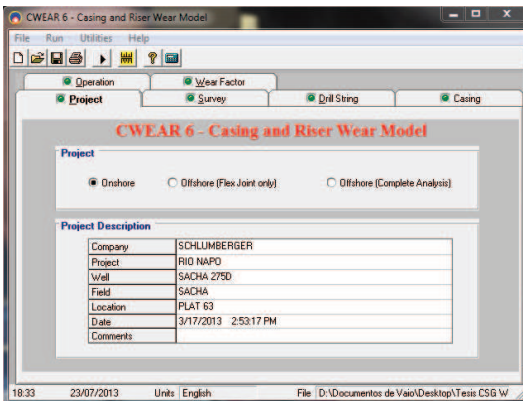 CWEAR 6 - Casing and Riser Wear Model
File Run Utilities Help
Operation Wear Factor
Project Survey Drill String Casing
CWEAR 6 - Casing and Riser Wear Model
Project
Onshore Offshore (Flex Joint only) Offshore (Complete Analysis)
Project Description
Company SCHLUMBERGER
Project RIO NAPO
Well SACHA 275D
Field SACHA
Location PLAT 63
Date 3/17/2013 2:53:17 PM
Comments
18:33 23/07/2013 Units English File D:\Documentos de Vaio\Desktop\Tesis CSG W